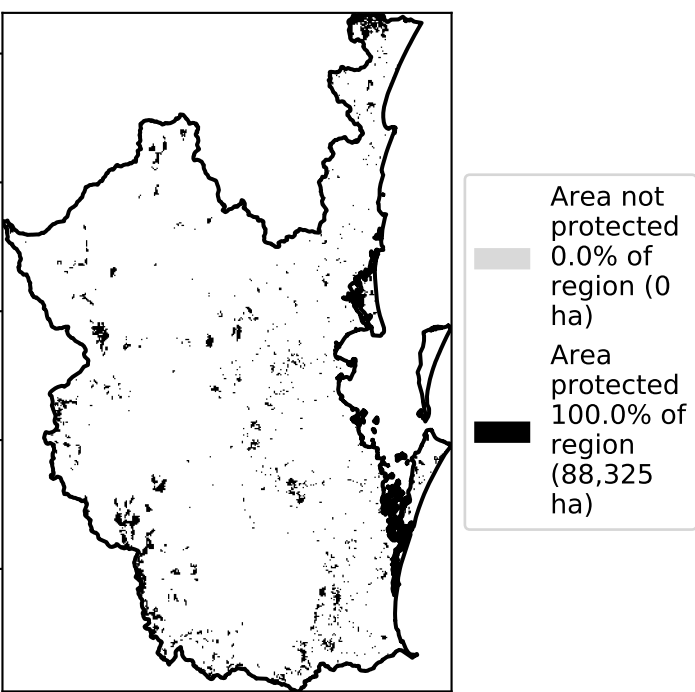 Area not
protected
0.0% of
region (0
ha)
Area
protected
100.0% of
region
(88,325
ha)